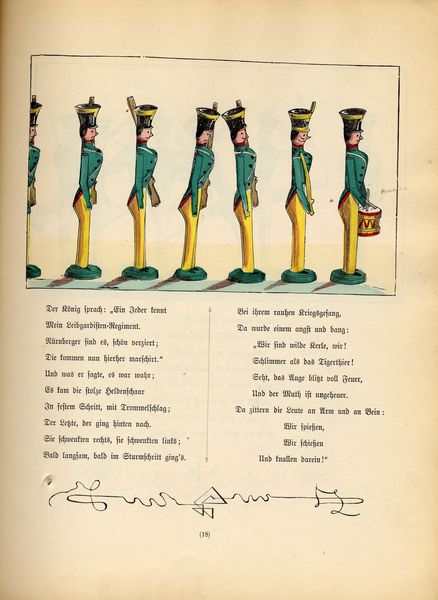 Der König sprach: „Ein Jeder kennt
Mein Leibgardisten-Regiment.
Nürnberger sind es, schön verziert;
Die kommen nun hierher marschirt.“
Und was er sagte, es war wahr;
Es kam die stolze Heldenschaar
In festem Schritt, mit Trommelschlag;
Der Letzte, der ging hinten nach.
Sie schwenkten rechts, sie schwenkten links;
Bald langsam, bald im Sturmschritt ging's.
Bei ihrem rauhen Kriegsgesang,
Da wurde einem angst und bang:
„Wir sind wilde Kerle, wir!
Schlimmer als das Tigerthier!
Seht, das Auge blitzt voll Feuer,
Und der Muth ist ungeheuer.
Da zittern die Leute an Arm und an Bein:
Wir spießen,
Wir schießen
Und knallen darein!“
(18)